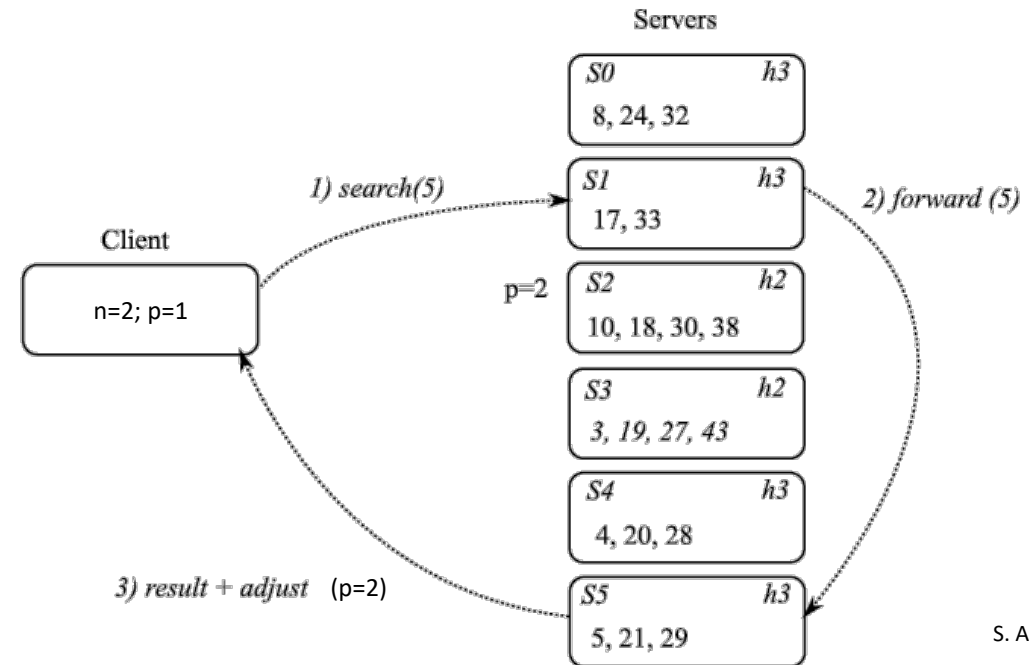 Servers
S0 h3
8, 24, 32
1) search(5)
S1 h3
17, 33
2) forward (5)
Client
n=2; p=1
p=2
S2 h2
10, 18, 30, 38
S3 h2
3, 19, 27, 43
S4 h3
4, 20, 28
3) result + adjust (p=2)
S5 h3
5, 21, 29
S. A